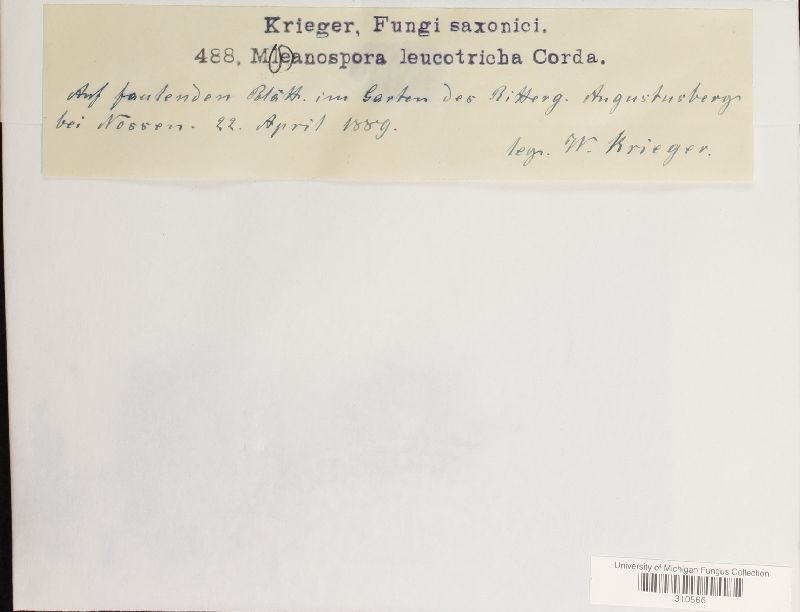 Krieger, Fungi saxonici.
488. Mleanospora leucotricha Corda.
Auf faulenden Blätt. im Garten des Ritterg. Augustusberg
bei Nossen. 22. April 1889.
leg. W. Krieger.
University of Michigan Fungus Collection
310566